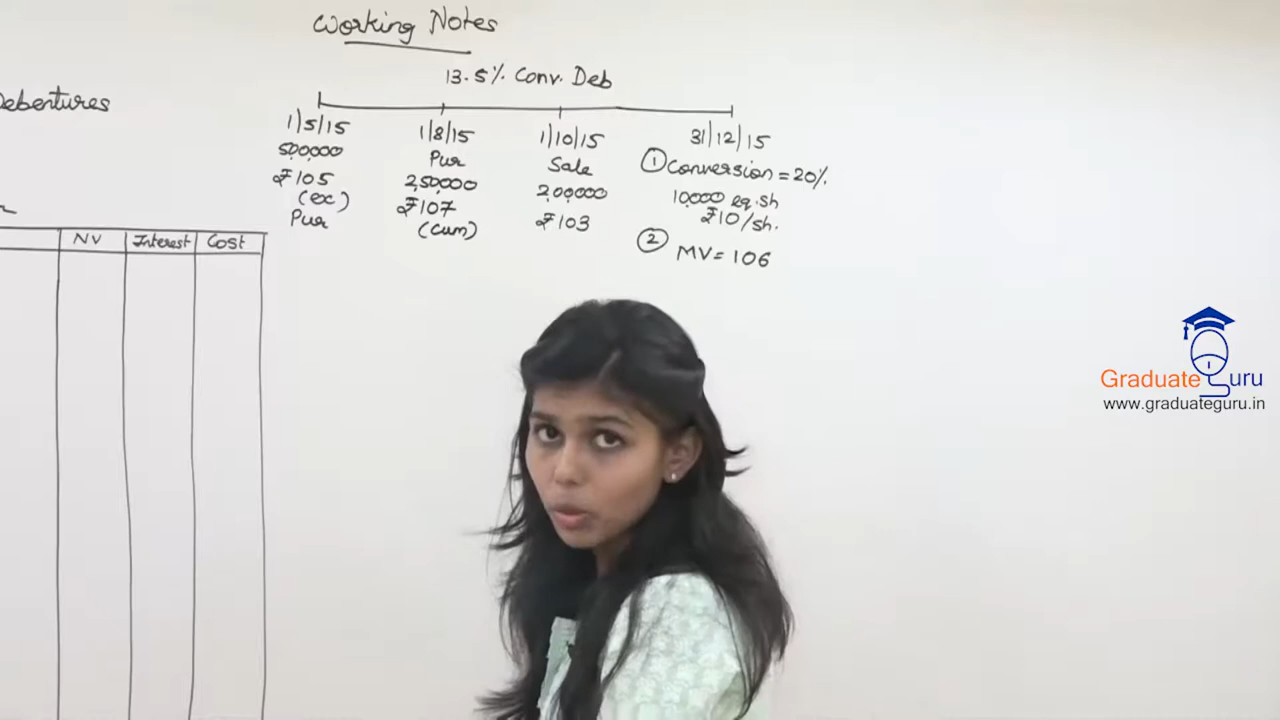 Working Notes
13.5% Conv. Deb
Debentures
1/5/15
500000
₹105
(ex)
Pur
1/8/15
Pur
2,50,000
₹107
(cum)
1/10/15
Sale
2,00,000
₹103
31/12/15
① Conversion = 20%.
10,000 eq.sh
₹10/sh.
② MV = 106
NV Interest Cost
Graduate Guru
www.graduateguru.in